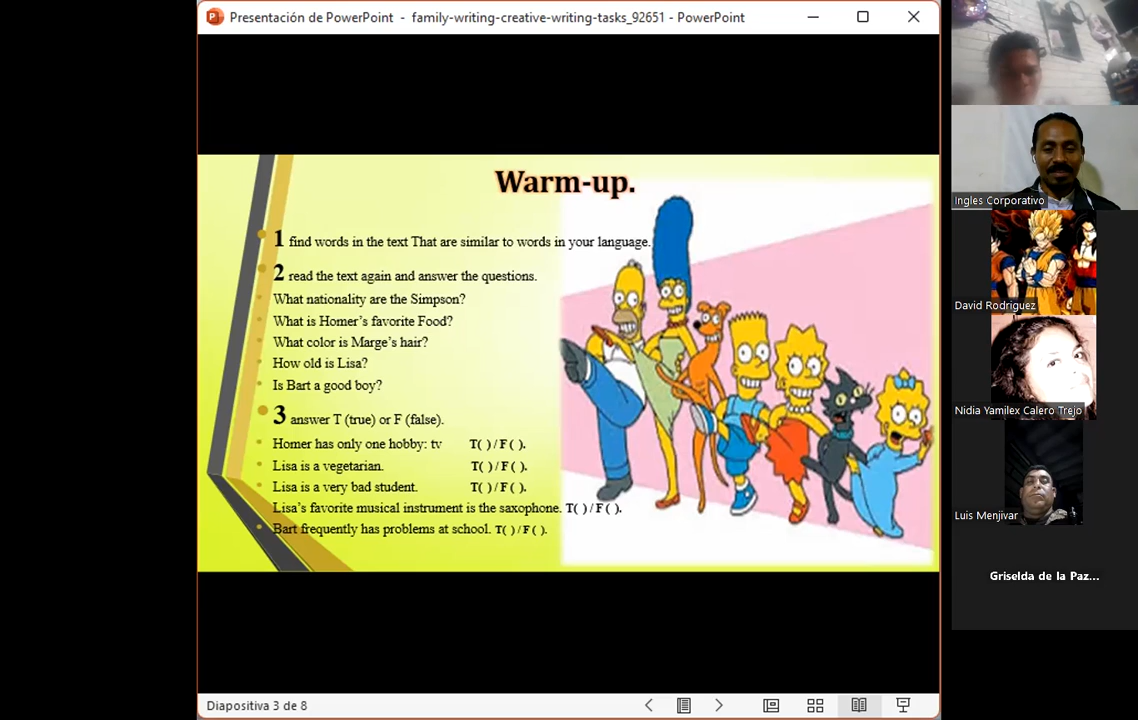 Presentación de PowerPoint - family-writing-creative-writing-tasks_92651 - PowerPoint
Warm-up.
1 find words in the text That are similar to words in your language.
2 read the text again and answer the questions.
What nationality are the Simpson?
What is Homer's favorite Food?
What color is Marge's hair?
How old is Lisa?
Is Bart a good boy?
3 answer T (true) or F (false).
Homer has only one hobby: tv T( ) / F ( ).
Lisa is a vegetarian. T( ) / F ( ).
Lisa is a very bad student. T( ) / F ( ).
Lisa's favorite musical instrument is the saxophone. T( ) / F ( ).
Bart frequently has problems at school. T( ) / F ( ).
Diapositiva 3 de 8
Ingles Corporativo
David Rodriguez
Nidia Yamilex Calero Trejo
Luis Menjivar
Griselda de la Paz...